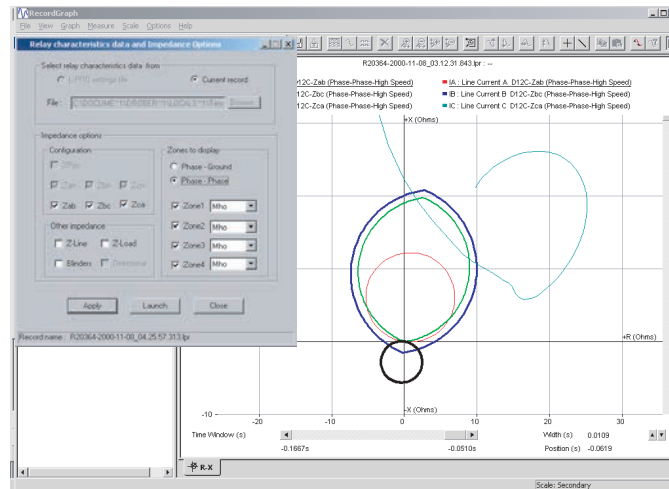 RecordGraph
File View Graph Measure Scale Options Help
Relay characteristics data and Impedance Options
R20364-2000-11-08_03.12.31.843.lpr : --
Select relay characteristics data from
Current record
File :
D12C-Zab (Phase-Phase-High Speed)
IA : Line Current A D12C-Zab (Phase-Phase-High Speed)
D12C-Zbc (Phase-Phase-High Speed)
IB : Line Current B D12C-Zbc (Phase-Phase-High Speed)
D12C-Zca (Phase-Phase-High Speed)
IC : Line Current C D12C-Zca (Phase-Phase-High Speed)
+X (Ohms)
Impedance options
Configuration
Zones to display
Phase - Ground
Phase - Phase
Zab Zbc Zca
Zone1 Mho
Zone2 Mho
Other impedance
Z-Line Z-Load
Zone3 Mho
Blinders Directional
Zone4 Mho
Apply Launch Close
Record name : R20364-2000-11-08_04.25.57.313.lpr
+R (Ohms)
-X (Ohms)
-10
-20 -10 0 10 20 30
Time Window (s)
Width (s) 0.0109
-0.1667s -0.0510s Position (s) -0.0619
R-X
Scale: Secondary